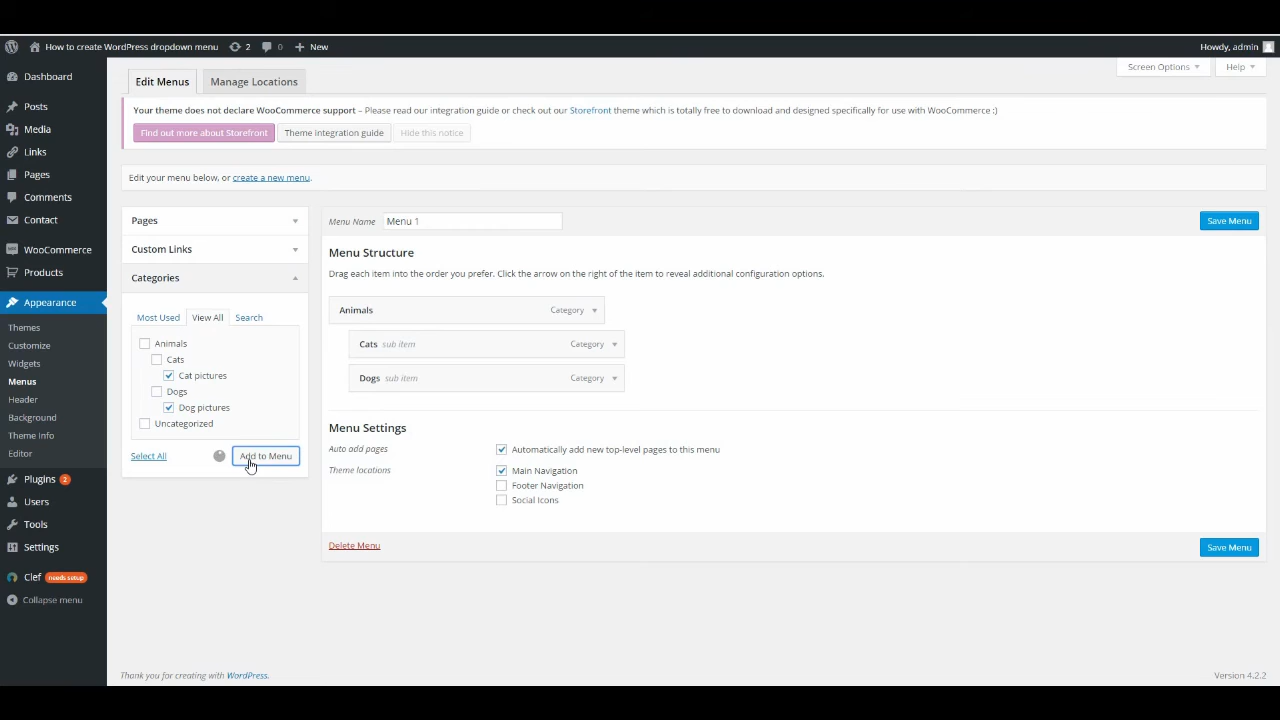 How to create WordPress dropdown menu 2 0 New Howdy, admin
Screen Options Help
Dashboard
Posts
Media
Links
Pages
Comments
Contact
WooCommerce
Products
Appearance
Themes
Customize
Widgets
Menus
Header
Background
Theme Info
Editor
Plugins 2
Users
Tools
Settings
Clef needs setup
Collapse menu
Edit Menus Manage Locations
Your theme does not declare WooCommerce support – Please read our integration guide or check out our Storefront theme which is totally free to download and designed specifically for use with WooCommerce :)
Find out more about Storefront Theme Integration guide Hide this notice
Edit your menu below, or create a new menu.
Pages
Custom Links
Categories
Most Used View All Search
Animals
Cats
Cat pictures
Dogs
Dog pictures
Uncategorized
Select All Add to Menu
Menu Name Menu 1 Save Menu
Menu Structure
Drag each item into the order you prefer. Click the arrow on the right of the item to reveal additional configuration options.
Animals Category
Cats sub item Category
Dogs sub item Category
Menu Settings
Auto add pages Automatically add new top-level pages to this menu
Theme locations Main Navigation
Footer Navigation
Social Icons
Delete Menu Save Menu
Thank you for creating with WordPress. Version 4.2.2